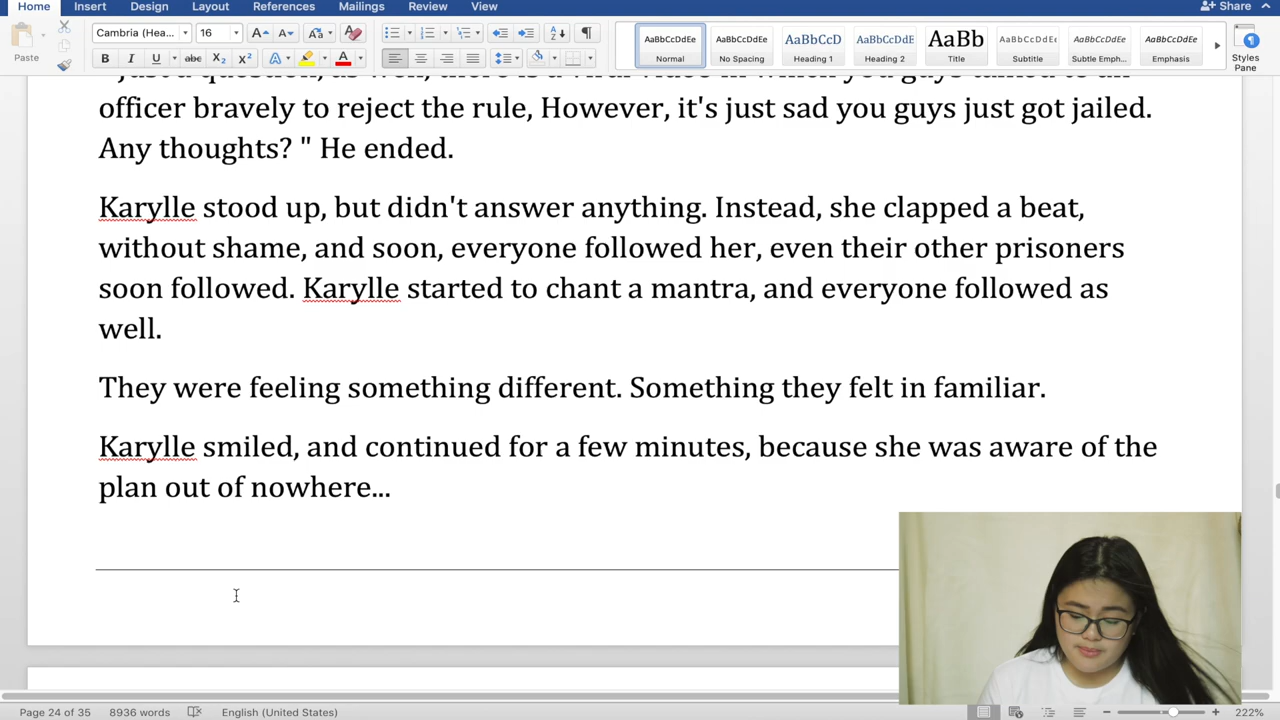 Home Insert Design Layout References Mailings Review View Share
Paste Cambria (Hea... 16 AaBbCcDdEe AaBbCcDdEe AaBbCcD AaBbCcDdE AaBb AaBbCcDdEe AaBbCcDdEe AaBbCcDdEe
Normal No Spacing Heading 1 Heading 2 Title Subtitle Subtle Emph... Emphasis Styles Pane
officer bravely to reject the rule, However, it's just sad you guys just got jailed.
Any thoughts? " He ended.
Karylle stood up, but didn't answer anything. Instead, she clapped a beat,
without shame, and soon, everyone followed her, even their other prisoners
soon followed. Karylle started to chant a mantra, and everyone followed as
well.
They were feeling something different. Something they felt in familiar.
Karylle smiled, and continued for a few minutes, because she was aware of the
plan out of nowhere...
Page 24 of 35 8936 words English (United States) 222%